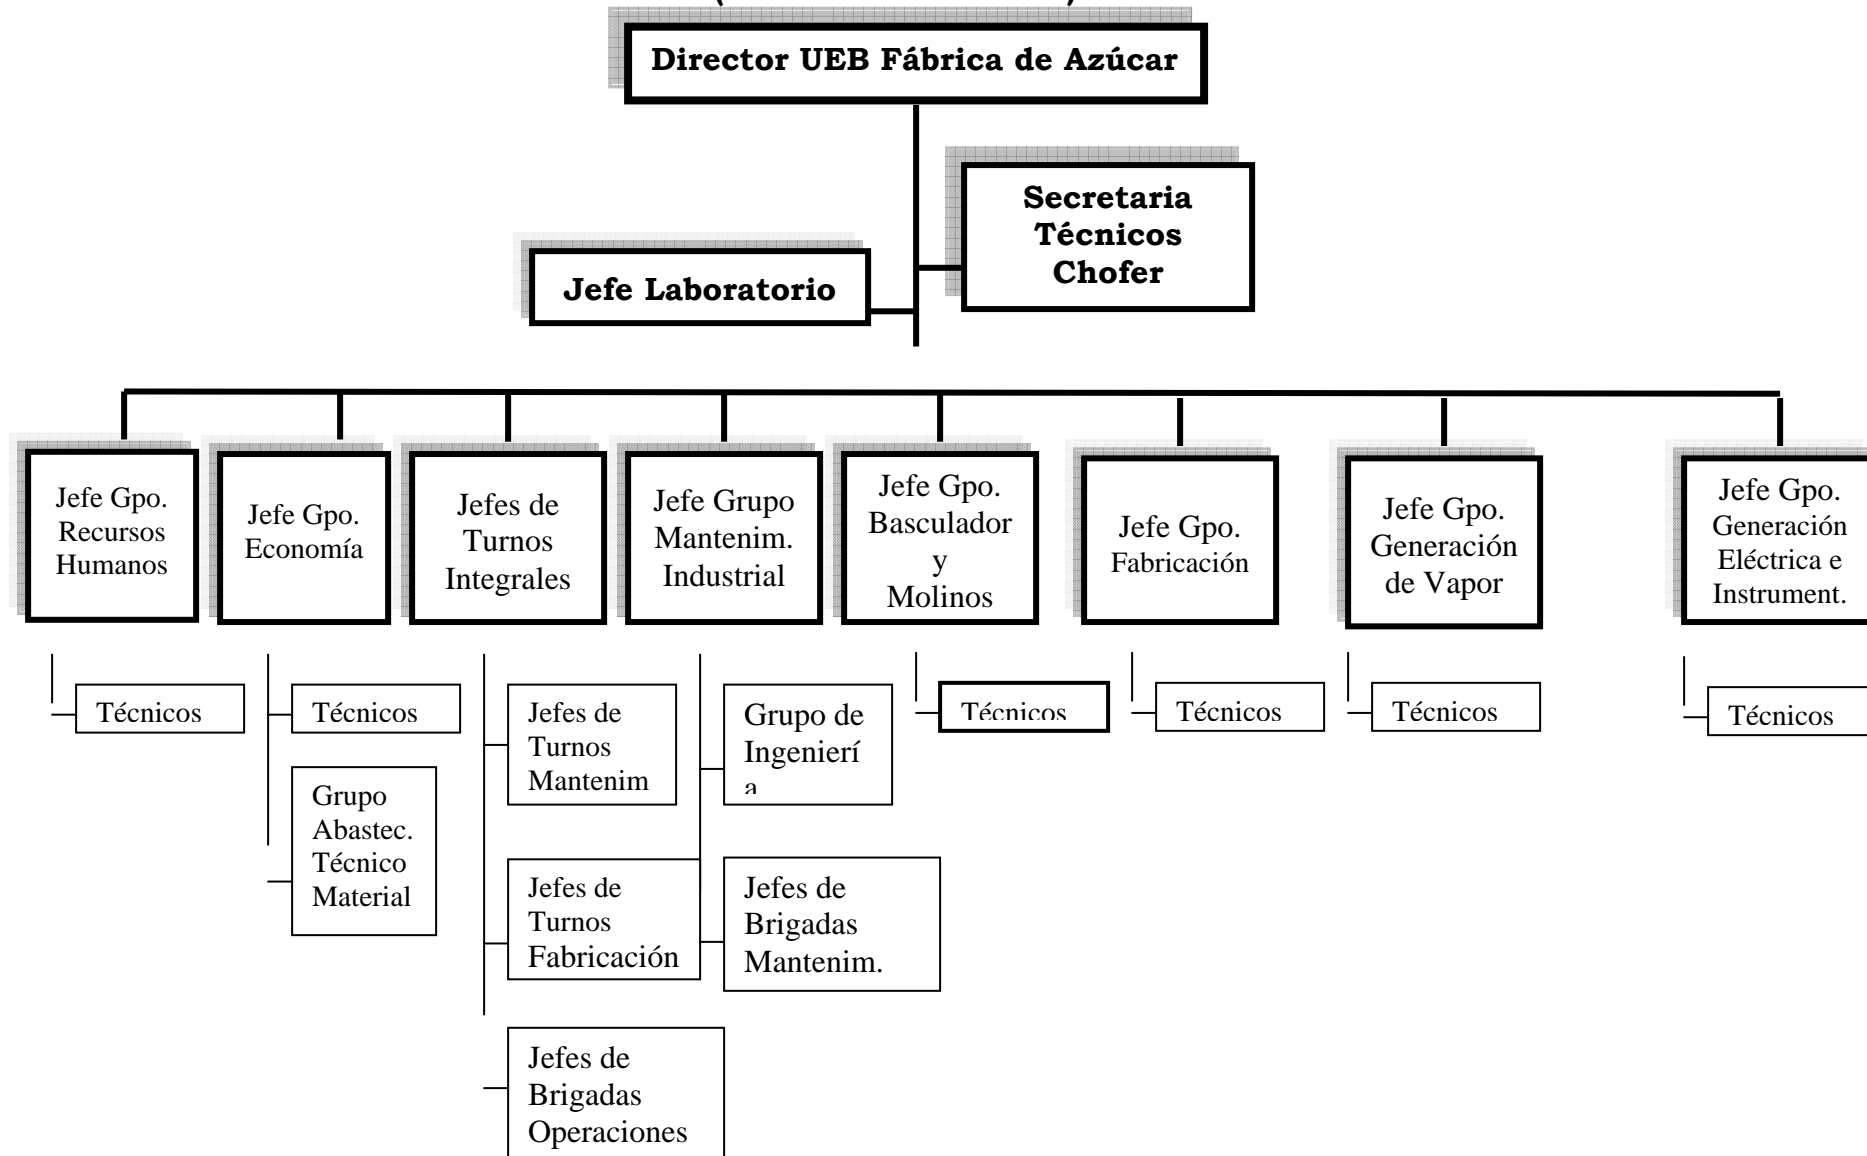 Director UEB Fábrica de Azúcar
Secretaria
Técnicos
Chofer
Jefe Laboratorio
Jefe Gpo.
Recursos
Humanos
Jefe Gpo.
Economía
Jefes de
Turnos
Integrales
Jefe Grupo
Mantenim.
Industrial
Jefe Gpo.
Basculador
y
Molinos
Jefe Gpo.
Fabricación
Jefe Gpo.
Generación
de Vapor
Jefe Gpo.
Generación
Eléctrica e
Instrument.
Técnicos
Técnicos
Grupo
Abastec.
Técnico
Material
Jefes de
Turnos
Mantenim
Jefes de
Turnos
Fabricación
Jefes de
Brigadas
Operaciones
Grupo de
Ingenierí
a
Jefes de
Brigadas
Mantenim.
Técnicos
Técnicos
Técnicos
Técnicos